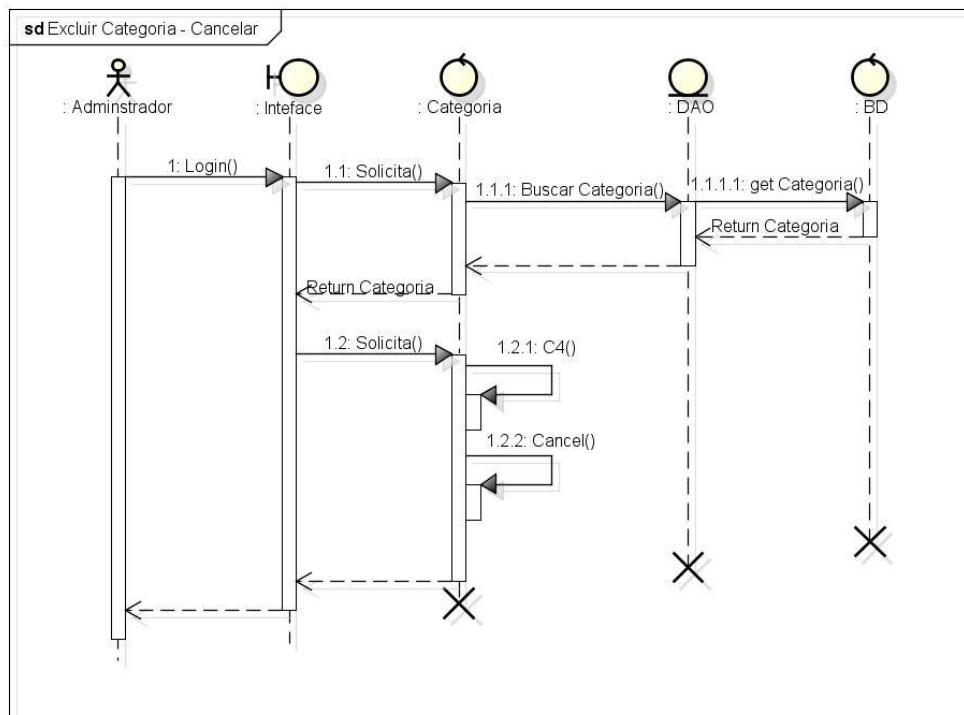 sd Excluir Categoria - Cancelar
: Adminstrador
: Inteface
: Categoria
: DAO
: BD
1: Login()
1.1: Solicita()
1.1.1: Buscar Categoria()
1.1.1.1: get Categoria()
Return Categoria
Return Categoria
1.2: Solicita()
1.2.1: C4()
1.2.2: Cancel()